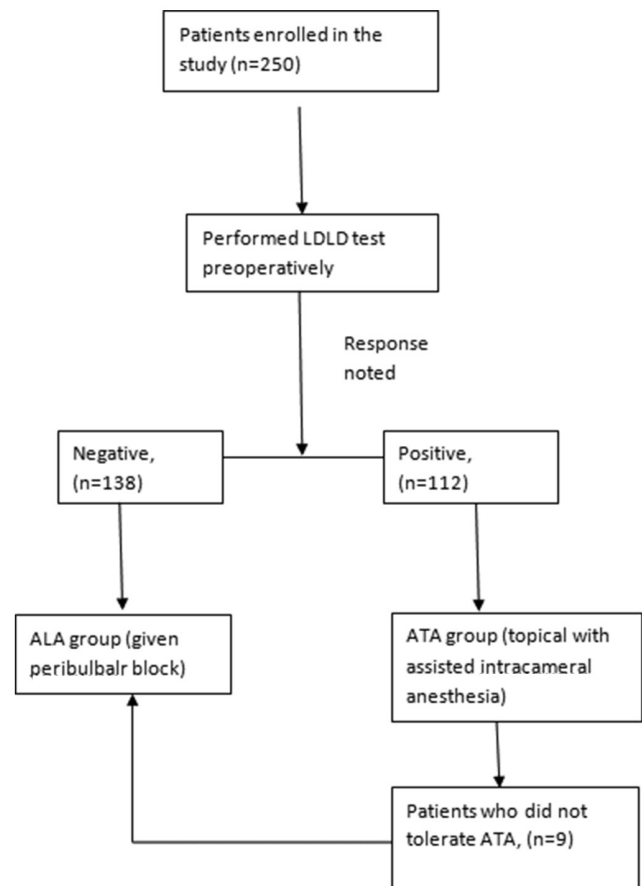 Patients enrolled in the
study (n=250)
Performed LDLD test
preoperatively
Response
noted
Negative,
(n=138)
Positive,
(n=112)
ALA group (given
peribulbalr block)
ATA group (topical with
assisted intracameral
anesthesia)
Patients who did not
tolerate ATA, (n=9)